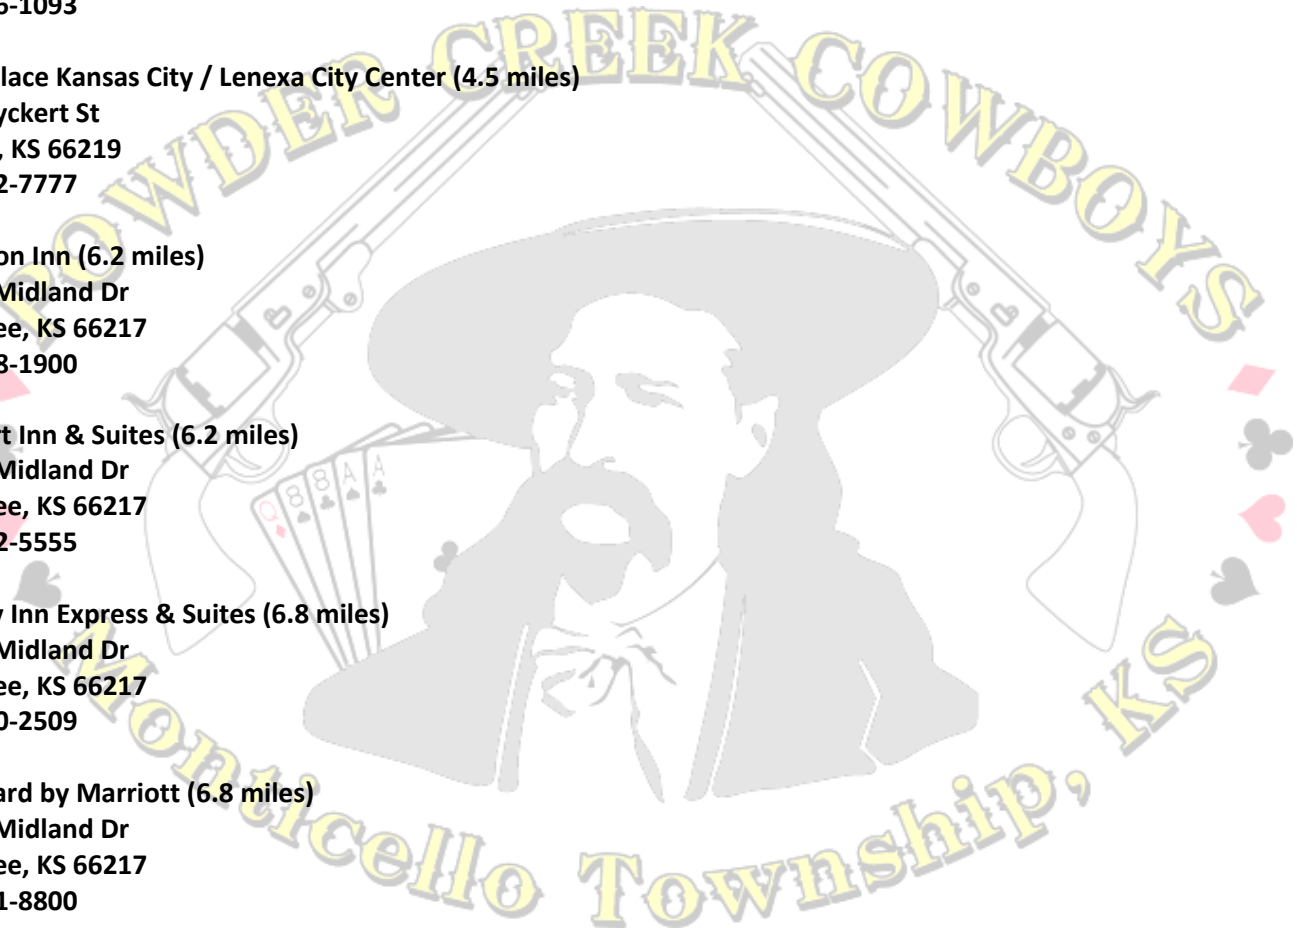 POWDER CREEK COWBOYS
6-1093
lace Kansas City / Lenexa City Center (4.5 miles)
yckert St
, KS 66219
2-7777
on Inn (6.2 miles)
Midland Dr
ee, KS 66217
8-1900
t Inn & Suites (6.2 miles)
Midland Dr
ee, KS 66217
2-5555
y Inn Express & Suites (6.8 miles)
Midland Dr
ee, KS 66217
0-2509
ard by Marriott (6.8 miles)
Midland Dr
ee, KS 66217
1-8800
Q 8 8 A A
Monticello Township, KS